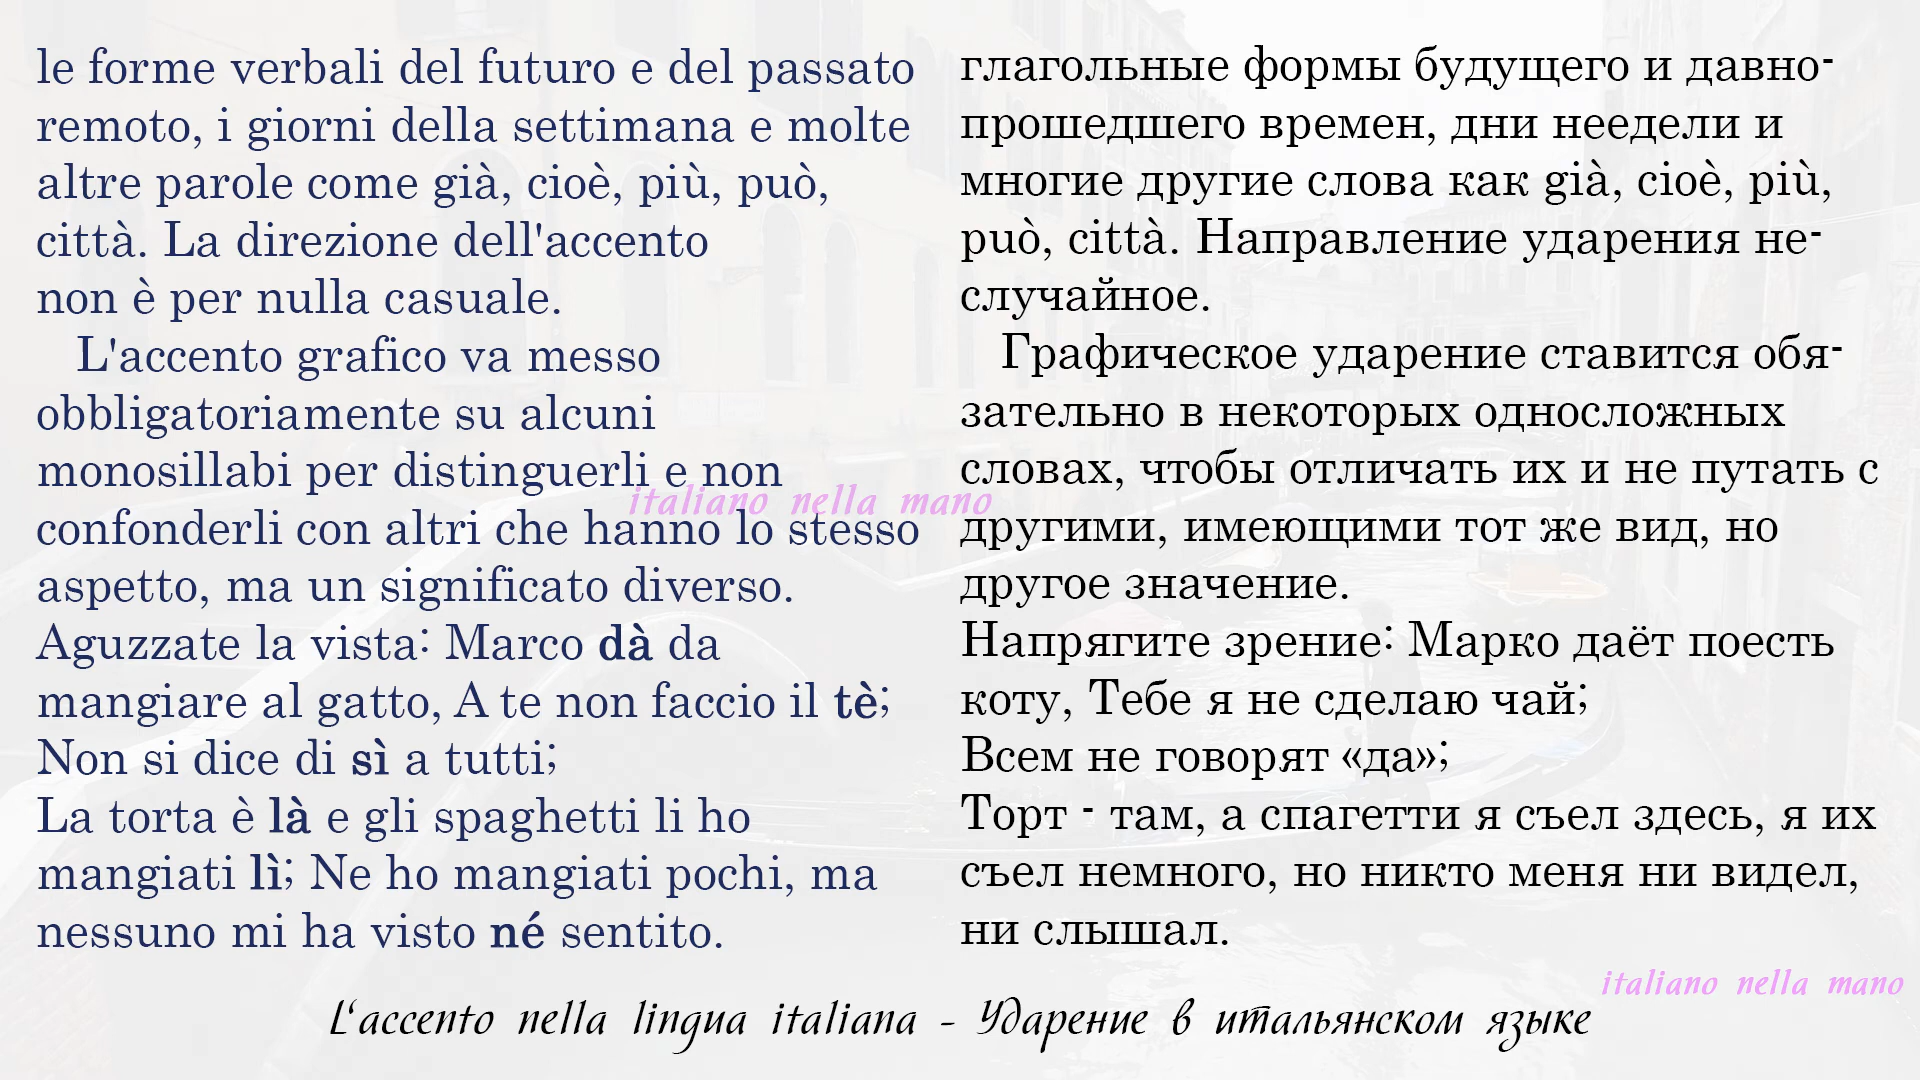 le forme verbali del futuro e del passato
remoto, i giorni della settimana e molte
altre parole come già, cioè, più, può,
città. La direzione dell'accento
non è per nulla casuale.
L'accento grafico va messo
obbligatoriamente su alcuni
monosillabi per distinguerli e non
confonderli con altri che hanno lo stesso
aspetto, ma un significato diverso.
Aguzzate la vista: Marco dà da
mangiare al gatto, A te non faccio il tè;
Non si dice di sì a tutti;
La torta è là e gli spaghetti li ho
mangiati lì; Ne ho mangiati pochi, ma
nessuno mi ha visto né sentito.
глагольные формы будущего и давно-
прошедшего времен, дни неедели и
многие другие слова как già, cioè, più,
può, città. Направление ударения не-
случайное.
Графическое ударение ставится обя-
зательно в некоторых односложных
словах, чтобы отличать их и не путать с
другими, имеющими тот же вид, но
другое значение.
Напрягите зрение: Марко даёт поесть
коту, Тебе я не сделаю чай;
Всем не говорят «да»;
Торт - там, а спагетти я съел здесь, я их
съел немного, но никто меня ни видел,
ни слышал.
italiano nella mano
italiano nella mano
L‘accento nella lingua italiana - Ударение в итальянском языке